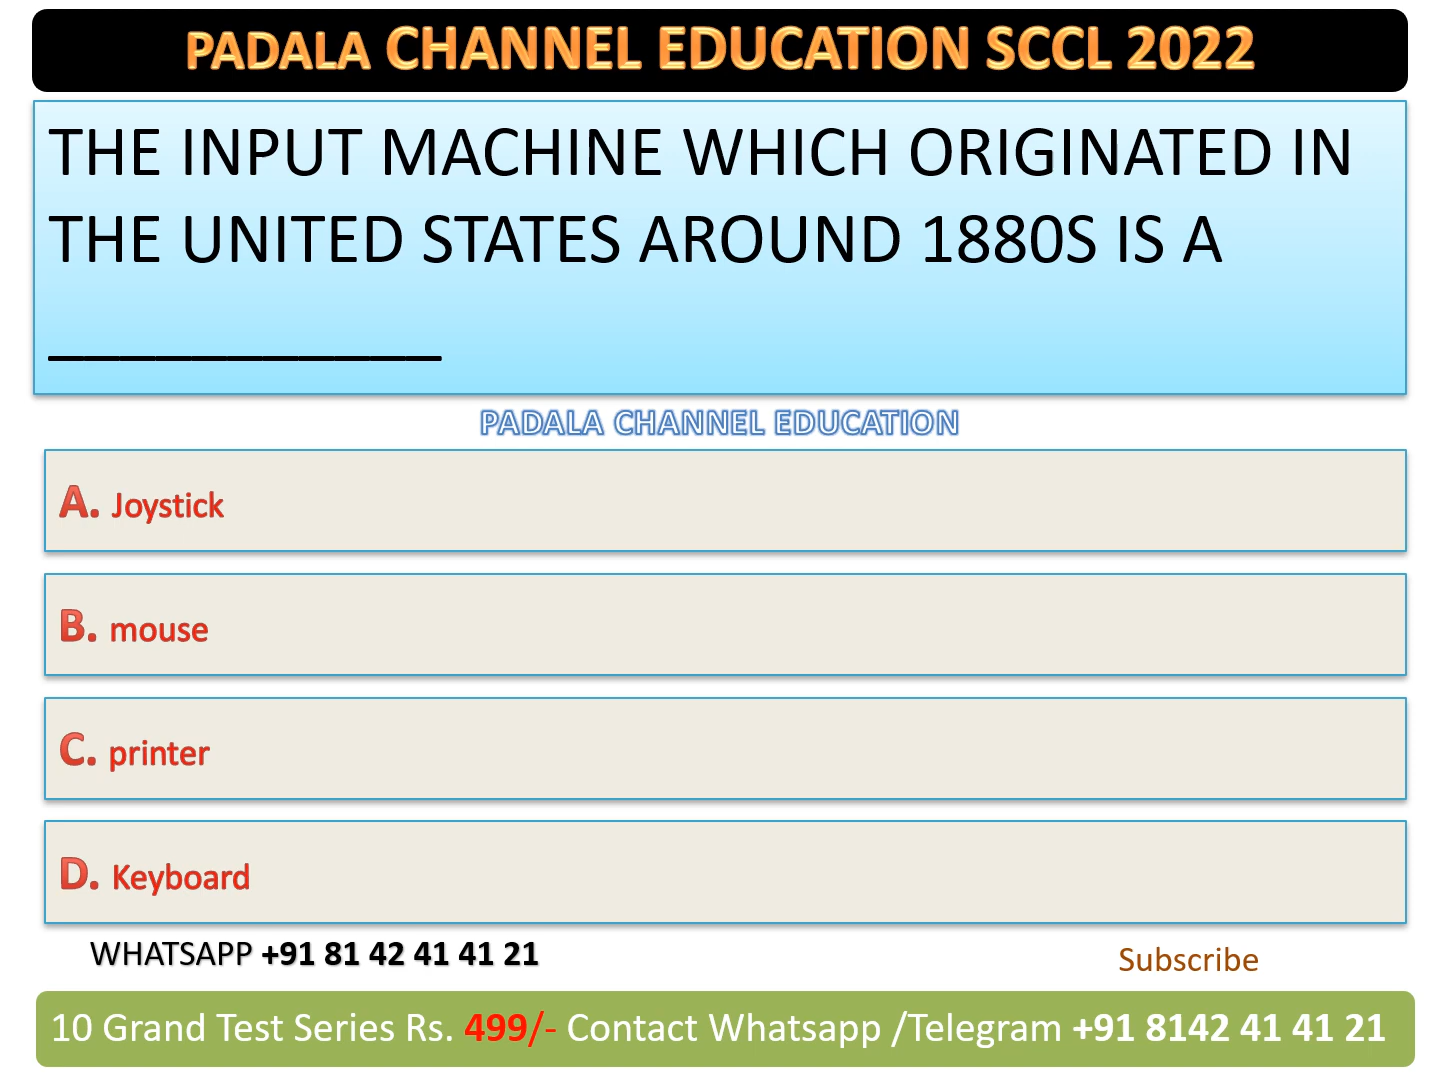 PADALA CHANNEL EDUCATION SCCL 2022
THE INPUT MACHINE WHICH ORIGINATED IN
THE UNITED STATES AROUND 1880S IS A
___________
PADALA CHANNEL EDUCATION
A. Joystick
B. mouse
C. printer
D. Keyboard
WHATSAPP +91 81 42 41 41 21
Subscribe
10 Grand Test Series Rs. 499/- Contact Whatsapp /Telegram +91 8142 41 41 21